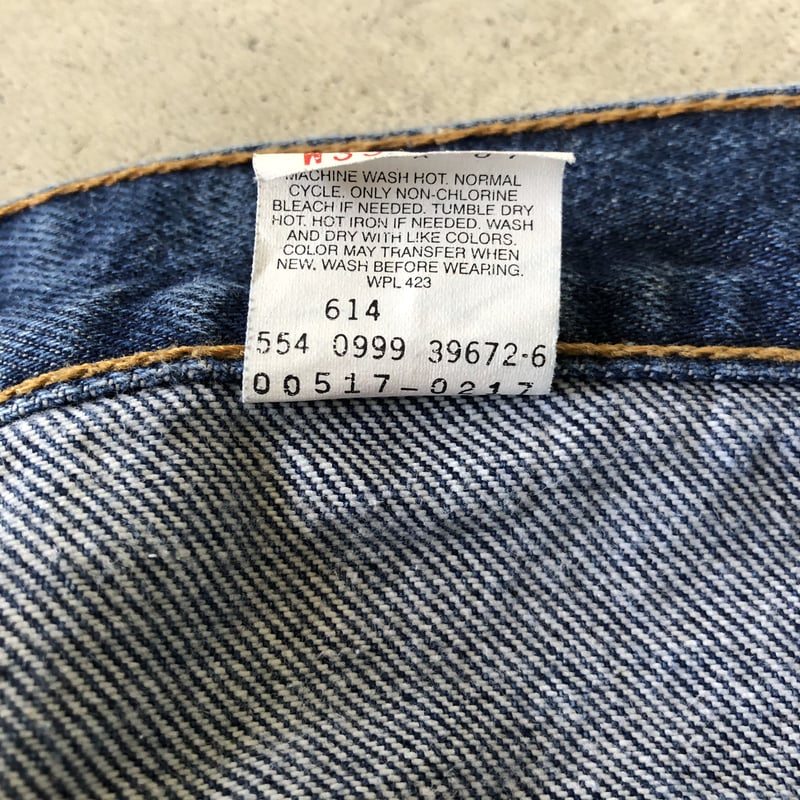 MACHINE WASH HOT. NORMAL
CYCLE. ONLY NON-CHLORINE
BLEACH IF NEEDED. TUMBLE DRY
HOT. HOT IRON IF NEEDED. WASH
AND DRY WITH LIKE COLORS.
COLOR MAY TRANSFER WHEN
NEW. WASH BEFORE WEARING.
WPL 423
614
554 0999 39672-6
00517-0217